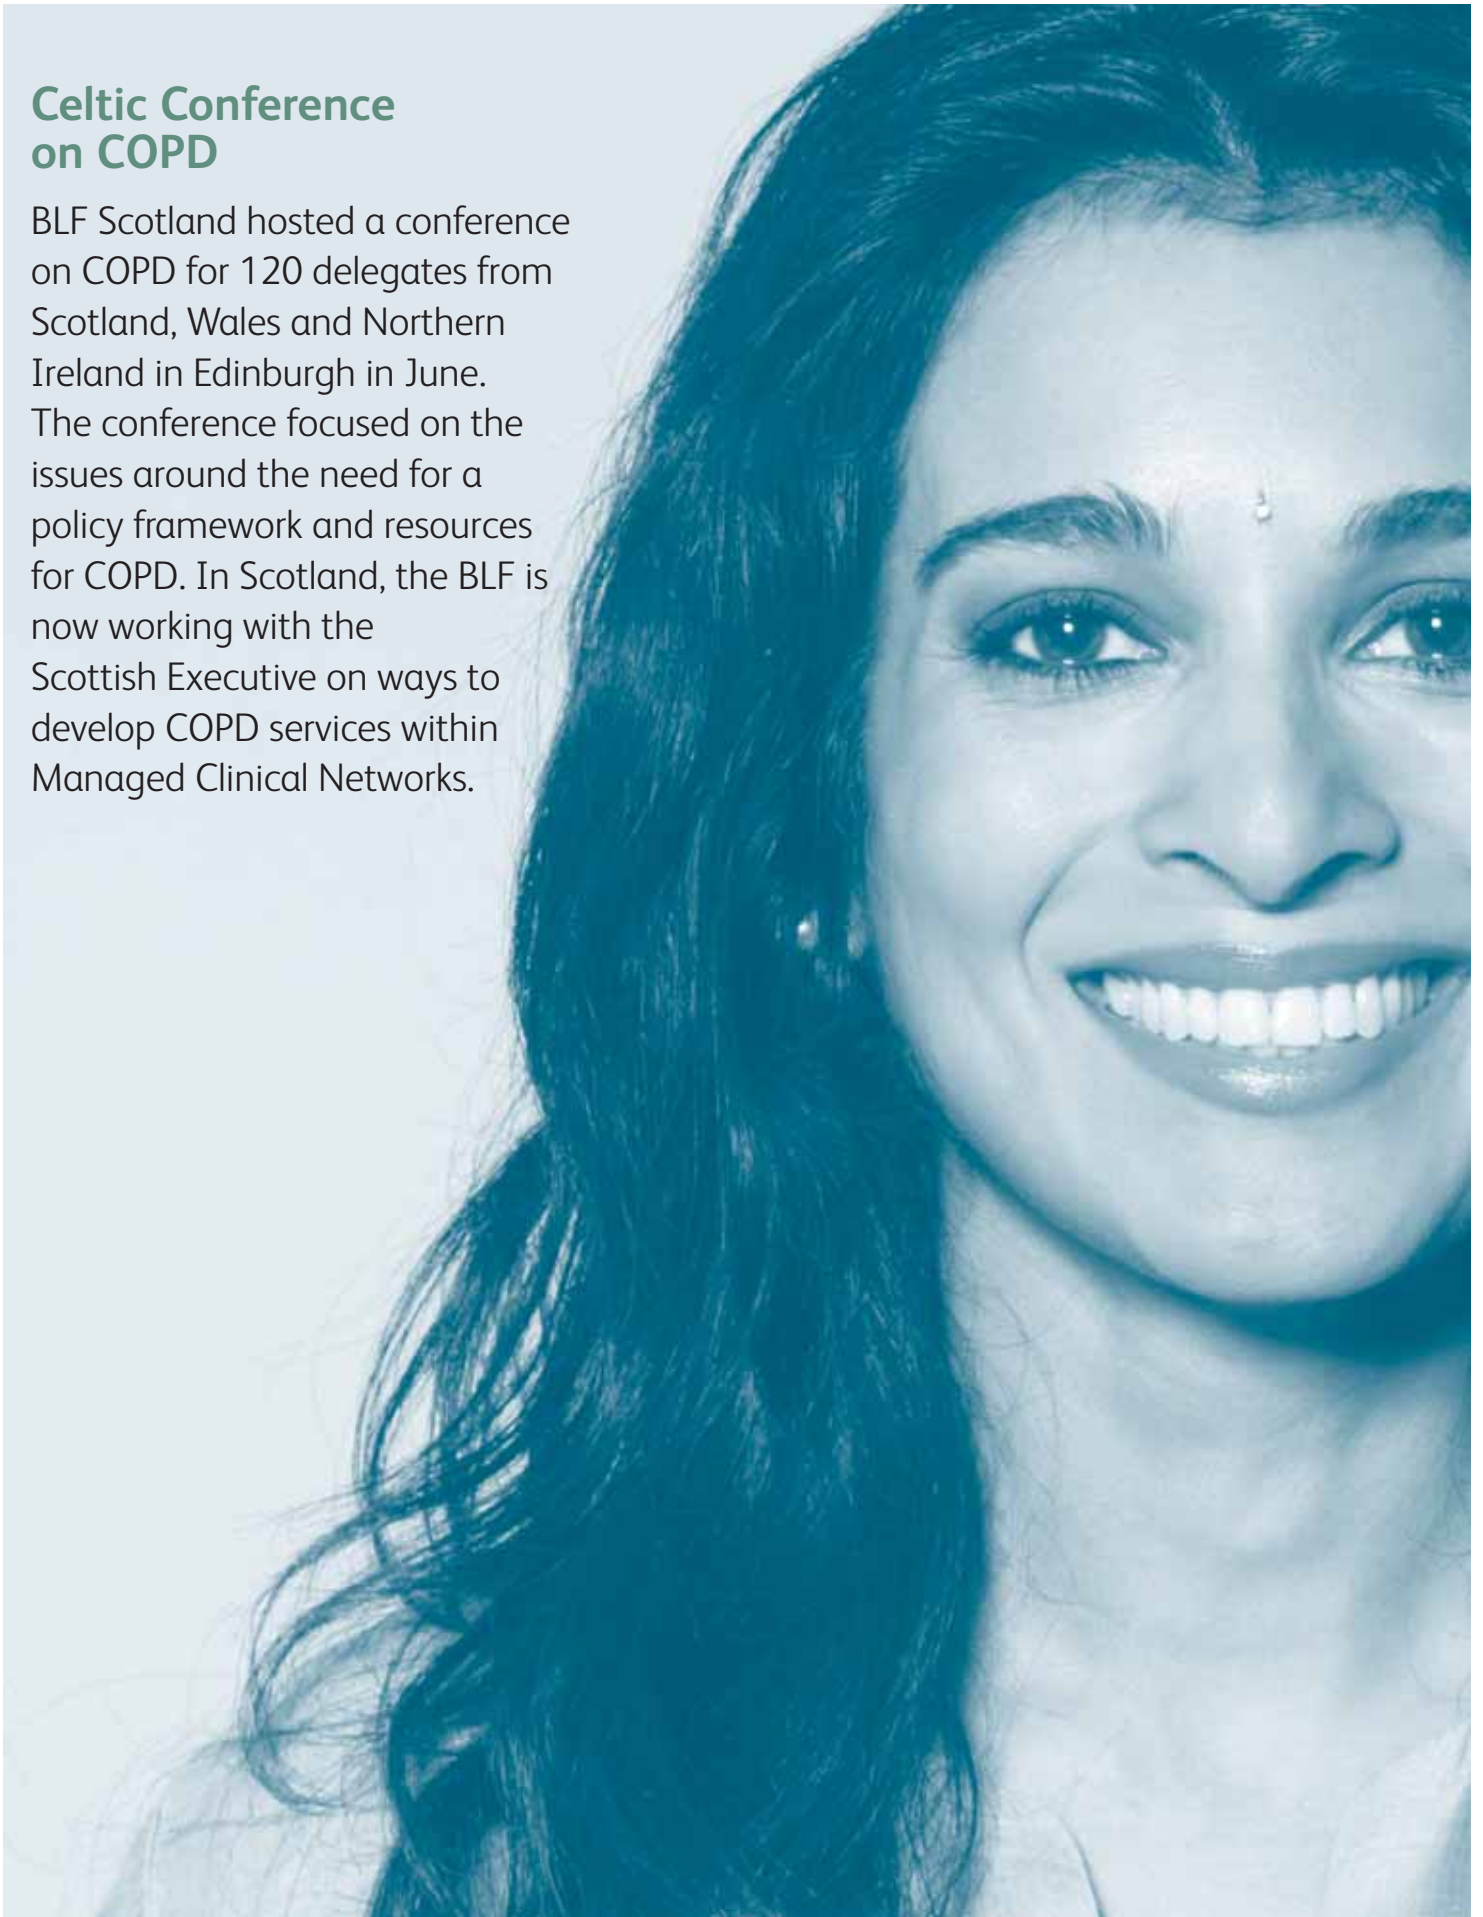 Celtic Conference
on COPD
BLF Scotland hosted a conference
on COPD for 120 delegates from
Scotland, Wales and Northern
Ireland in Edinburgh in June.
The conference focused on the
issues around the need for a
policy framework and resources
for COPD. In Scotland, the BLF is
now working with the
Scottish Executive on ways to
develop COPD services within
Managed Clinical Networks.